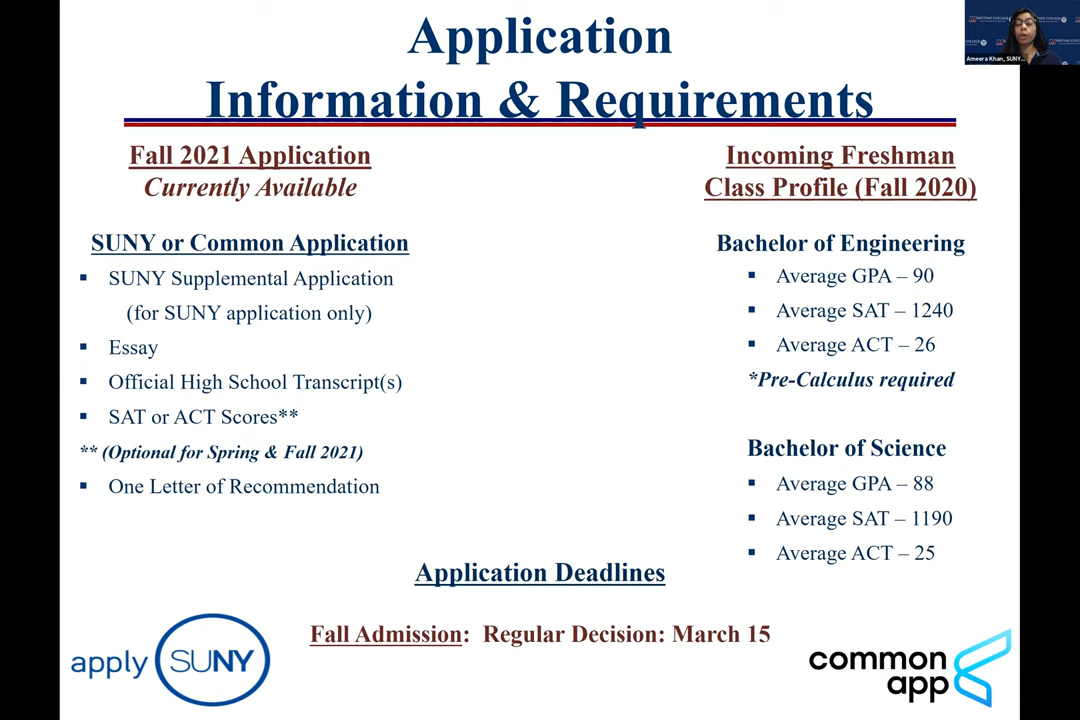 Application
Information & Requirements
Ameera Khan, SUNY...
Fall 2021 Application
Currently Available
SUNY or Common Application
▪ SUNY Supplemental Application
(for SUNY application only)
▪ Essay
▪ Official High School Transcript(s)
▪ SAT or ACT Scores**
** (Optional for Spring & Fall 2021)
▪ One Letter of Recommendation
Incoming Freshman
Class Profile (Fall 2020)
Bachelor of Engineering
▪ Average GPA – 90
▪ Average SAT – 1240
▪ Average ACT – 26
*Pre-Calculus required
Bachelor of Science
▪ Average GPA – 88
▪ Average SAT – 1190
▪ Average ACT – 25
Application Deadlines
Fall Admission: Regular Decision: March 15
apply SUNY
common
app